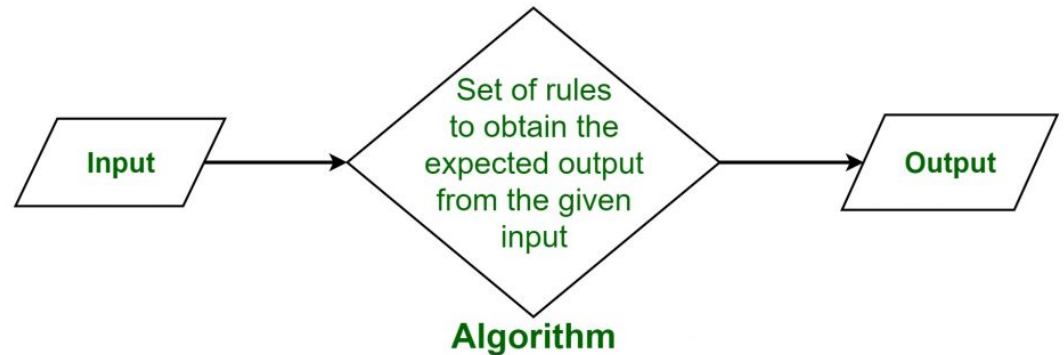 Input
Set of rules
to obtain the
expected output
from the given
input
Output
Algorithm